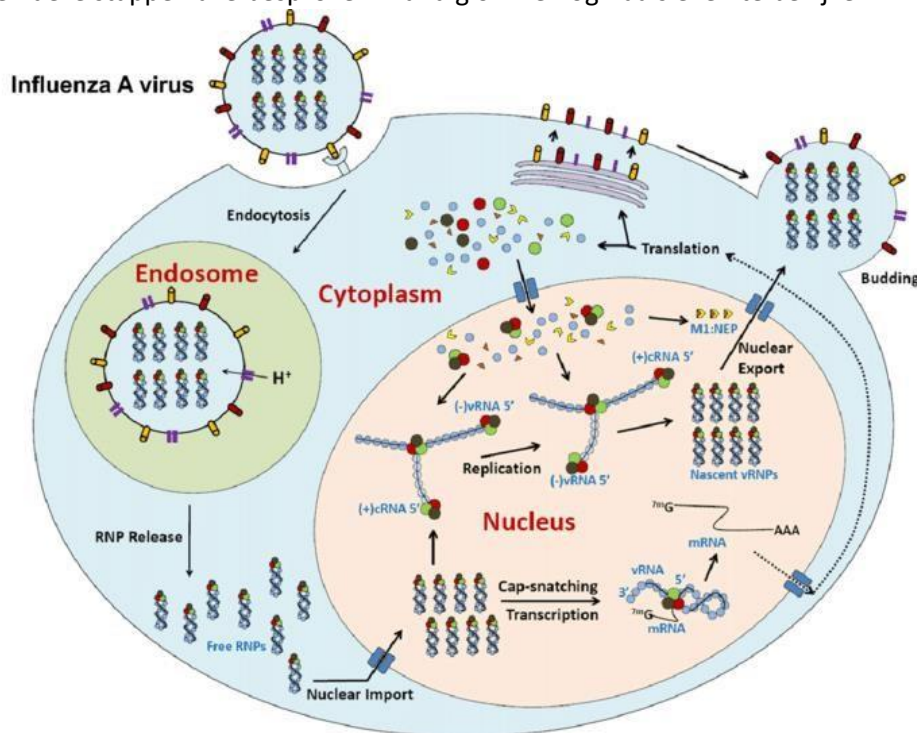 Influenza A virus
Endocytosis
Endosome
Cytoplasm
Translation
Budding
H⁺
M1:NEP
Nuclear
Export
(+)cRNA 5'
(-)vRNA 5'
Replication
(-)vRNA 5'
(+)cRNA 5'
Nascent vRNPs
Nucleus
RNP Release
7mG
AAA
mRNA
Cap-snatching
Transcription
vRNA
3'
5'
7mG
mRNA
Free RNPs
Nuclear Import